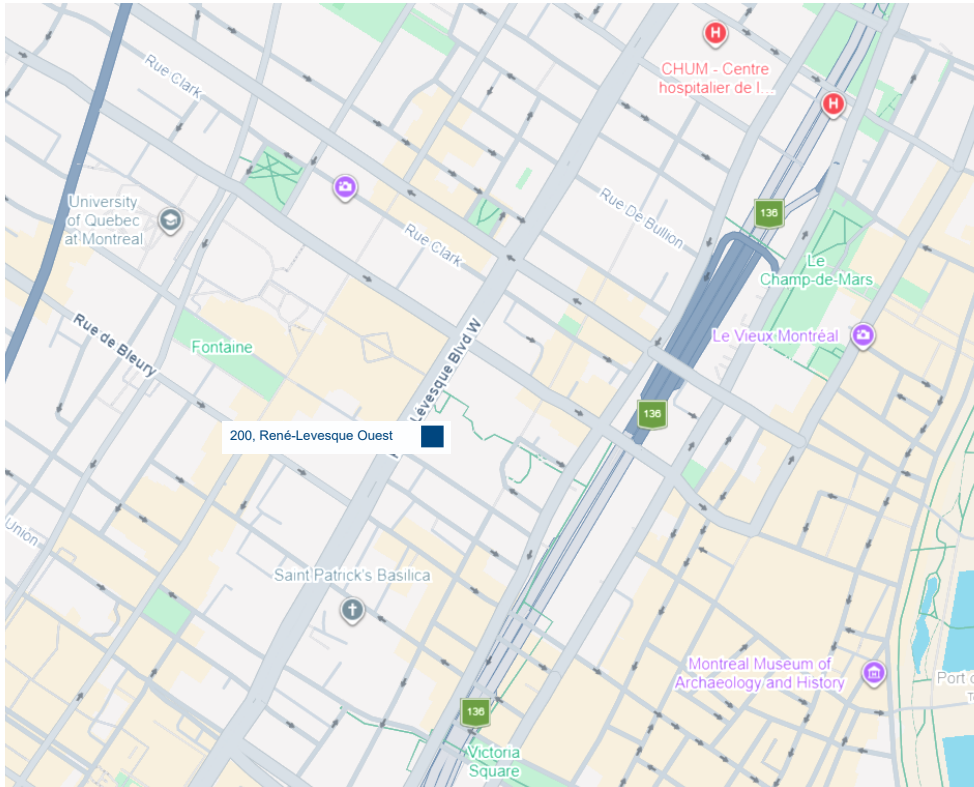 CHUM - Centre
hospitalier de l...
H
H
Rue Clark
University
of Quebec
at Montreal
Rue De Bullion
136
Rue Clark
Le
Champ-de-Mars
Rue de Bleury
Fontaine
Le Vieux Montréal
Lévesque Blvd W
136
200, René-Levesque Ouest
Union
Saint Patrick's Basilica
Montreal Museum of
Archaeology and History
Port
136
Victoria
Square